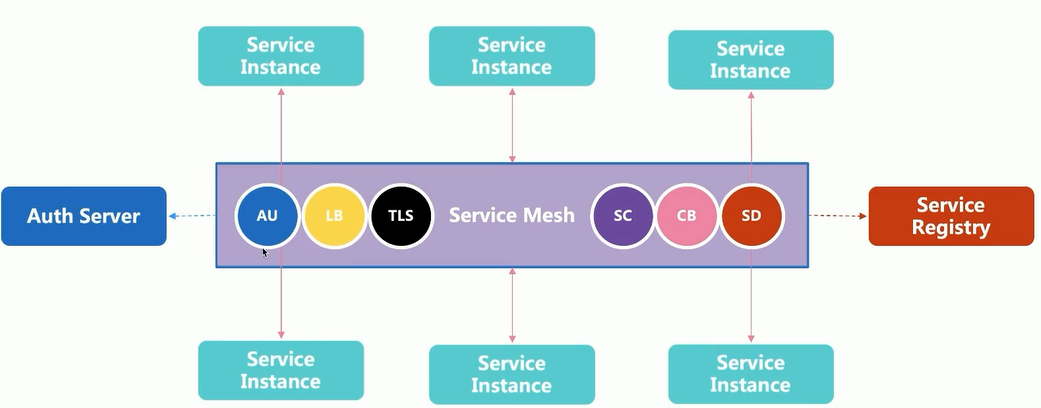 Service
Instance
Service
Instance
Service
Instance
Auth Server
AU
LB
TLS
Service Mesh
SC
CB
SD
Service
Registry
Service
Instance
Service
Instance
Service
Instance